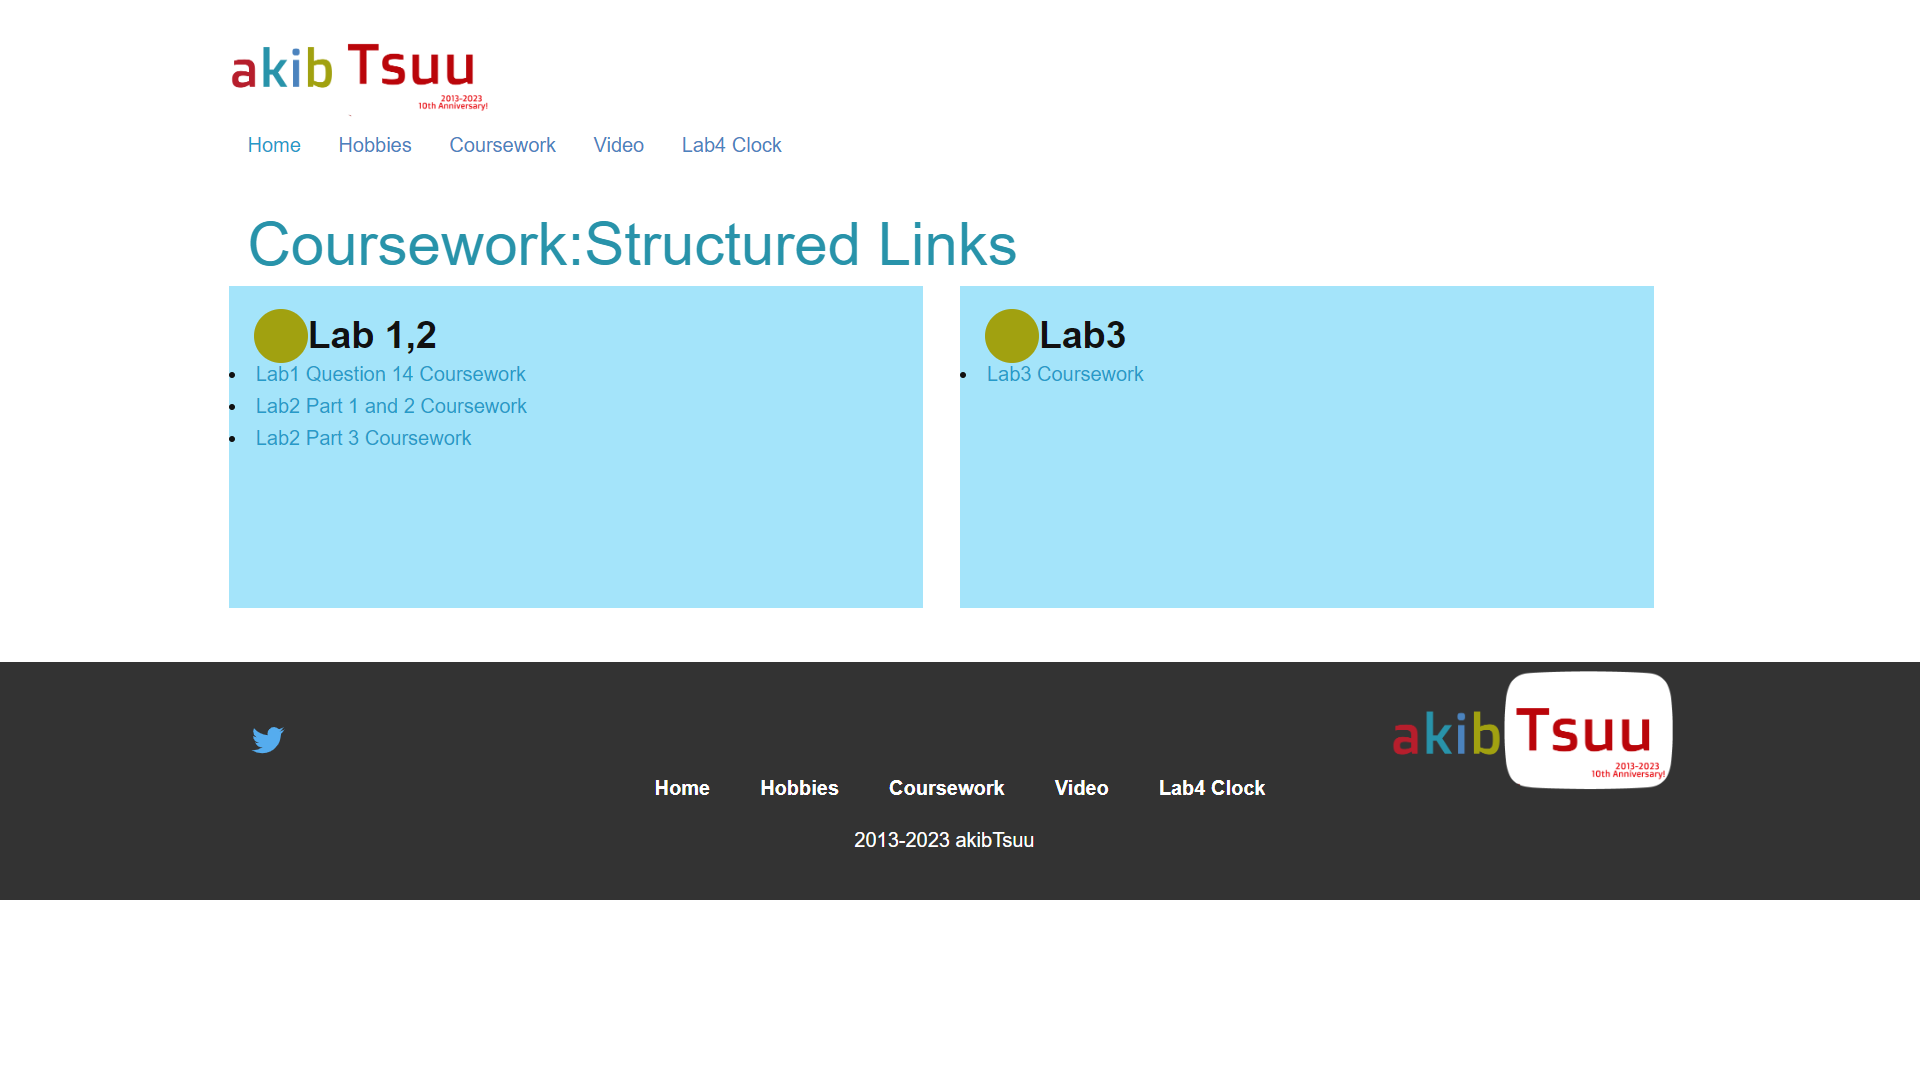 akib Tsuu
2013-2023
10th Anniversary!
Home Hobbies Coursework Video Lab4 Clock
Coursework:Structured Links
Lab 1,2
Lab1 Question 14 Coursework
Lab2 Part 1 and 2 Coursework
Lab2 Part 3 Coursework
Lab3
Lab3 Coursework
akib Tsuu
2013-2023
10th Anniversary!
Home Hobbies Coursework Video Lab4 Clock
2013-2023 akibTsuu